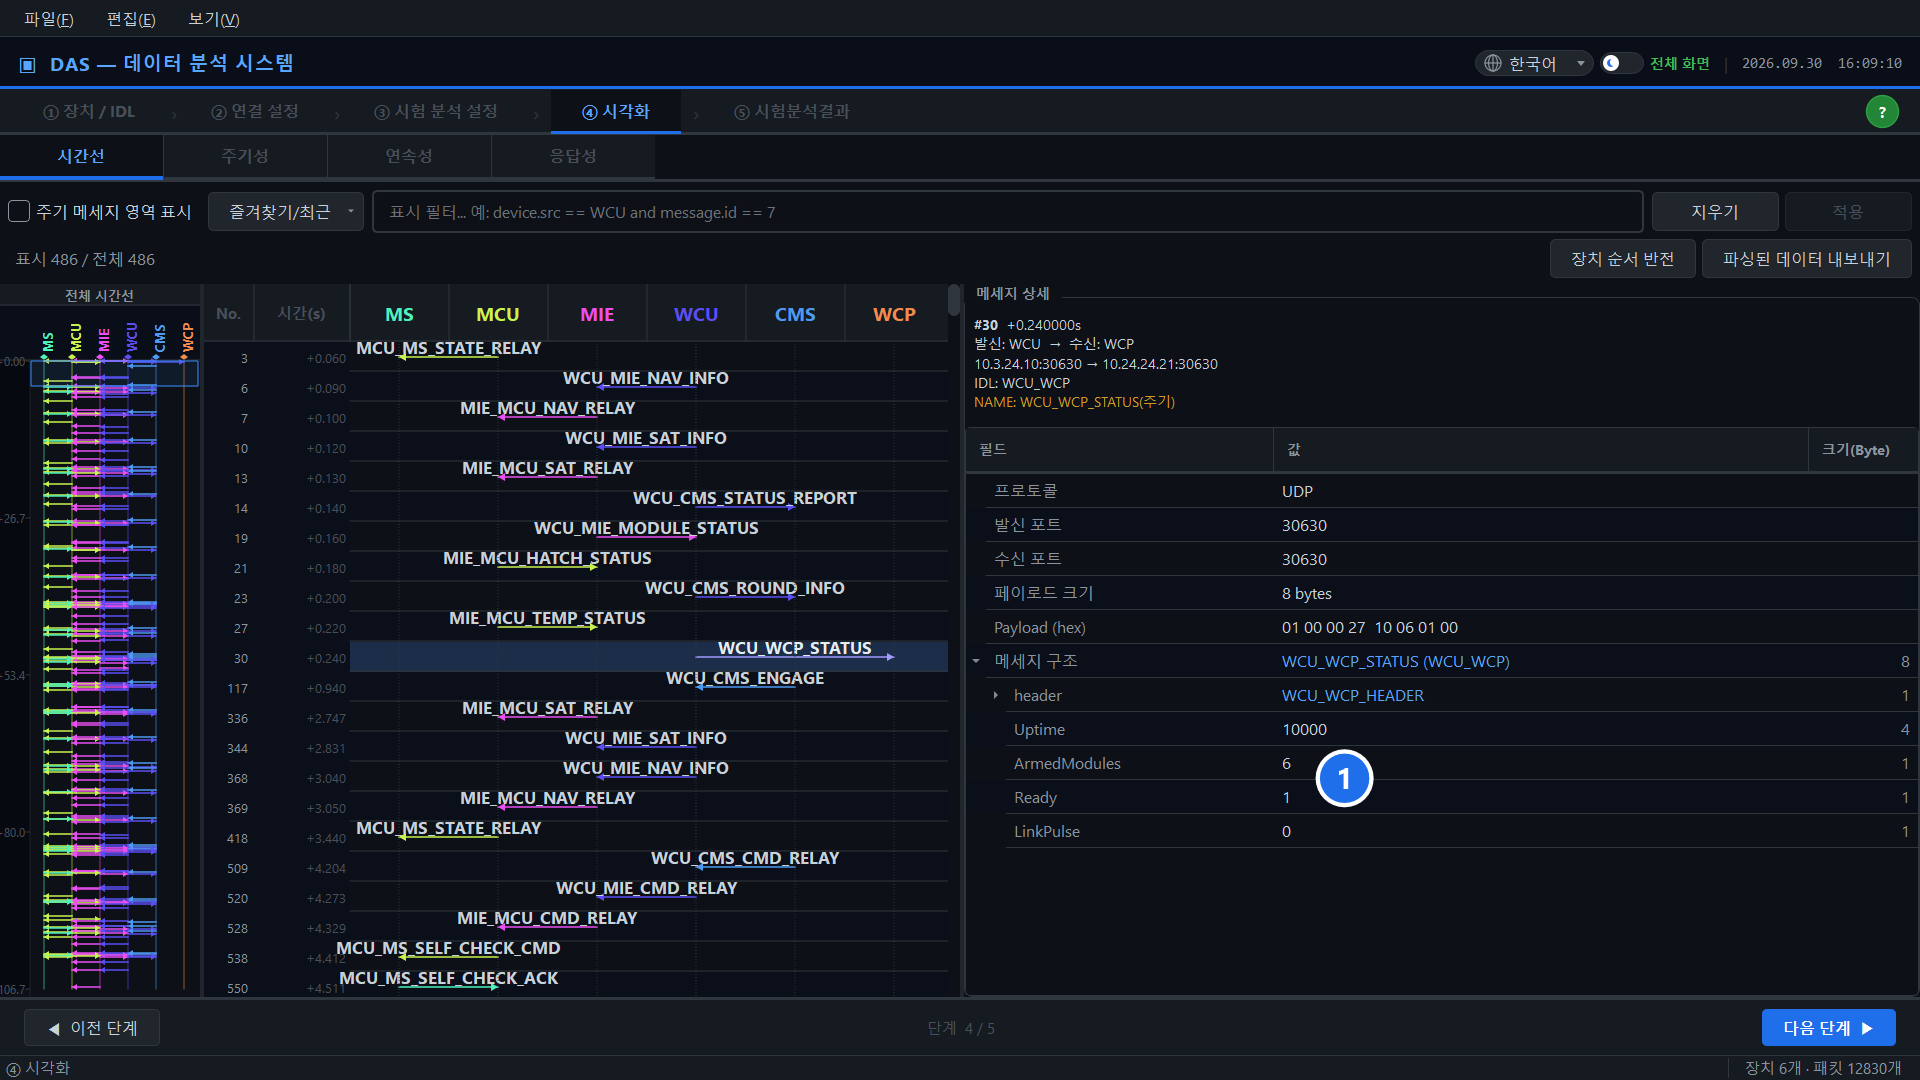 파일(F) 편집(E) 보기(V)
DAS — 데이터 분석 시스템
한국어 전체 화면 | 2026.09.30 16:09:10
① 장치 / IDL › ② 연결 설정 › ③ 시험 분석 설정 › ④ 시각화 › ⑤ 시험분석결과 ?
시간선 주기성 연속성 응답성
주기 메세지 영역 표시 즐겨찾기/최근 표시 필터... 예: device.src == WCU and message.id == 7 지우기 적용
표시 486 / 전체 486 장치 순서 반전 파싱된 데이터 내보내기
전체 시간선
MS MCU MIE WCU CMS WCP
+0.00
+26.7
+53.4
+80.0
106.7
No. 시간(s) MS MCU MIE WCU CMS WCP
3 +0.060 MCU_MS_STATE_RELAY
6 +0.090 WCU_MIE_NAV_INFO
7 +0.100 MIE_MCU_NAV_RELAY
10 +0.120 WCU_MIE_SAT_INFO
13 +0.130 MIE_MCU_SAT_RELAY
14 +0.140 WCU_CMS_STATUS_REPORT
19 +0.160 WCU_MIE_MODULE_STATUS
21 +0.180 MIE_MCU_HATCH_STATUS
23 +0.200 WCU_CMS_ROUND_INFO
27 +0.220 MIE_MCU_TEMP_STATUS
30 +0.240 WCU_WCP_STATUS
117 +0.940 WCU_CMS_ENGAGE
336 +2.747 MIE_MCU_SAT_RELAY
344 +2.831 WCU_MIE_SAT_INFO
368 +3.040 WCU_MIE_NAV_INFO
369 +3.050 MIE_MCU_NAV_RELAY
418 +3.440 MCU_MS_STATE_RELAY
509 +4.204 WCU_CMS_CMD_RELAY
520 +4.273 WCU_MIE_CMD_RELAY
528 +4.329 MIE_MCU_CMD_RELAY
538 +4.412 MCU_MS_SELF_CHECK_CMD
550 +4.511 MCU_MS_SELF_CHECK_ACK
메세지 상세
#30 +0.240000s
발신: WCU → 수신: WCP
10.3.24.10:30630 → 10.24.24.21:30630
IDL: WCU_WCP
NAME: WCU_WCP_STATUS(주기)
필드 값 크기(Byte)
프로토콜 UDP
발신 포트 30630
수신 포트 30630
페이로드 크기 8 bytes
Payload (hex) 01 00 00 27 10 06 01 00
메세지 구조 WCU_WCP_STATUS (WCU_WCP) 8
header WCU_WCP_HEADER 1
Uptime 10000 4
ArmedModules 6 1
Ready 1 1
LinkPulse 0 1
1
◀ 이전 단계 단계 4 / 5 다음 단계 ▶
④ 시각화 장치 6개 · 패킷 12830개